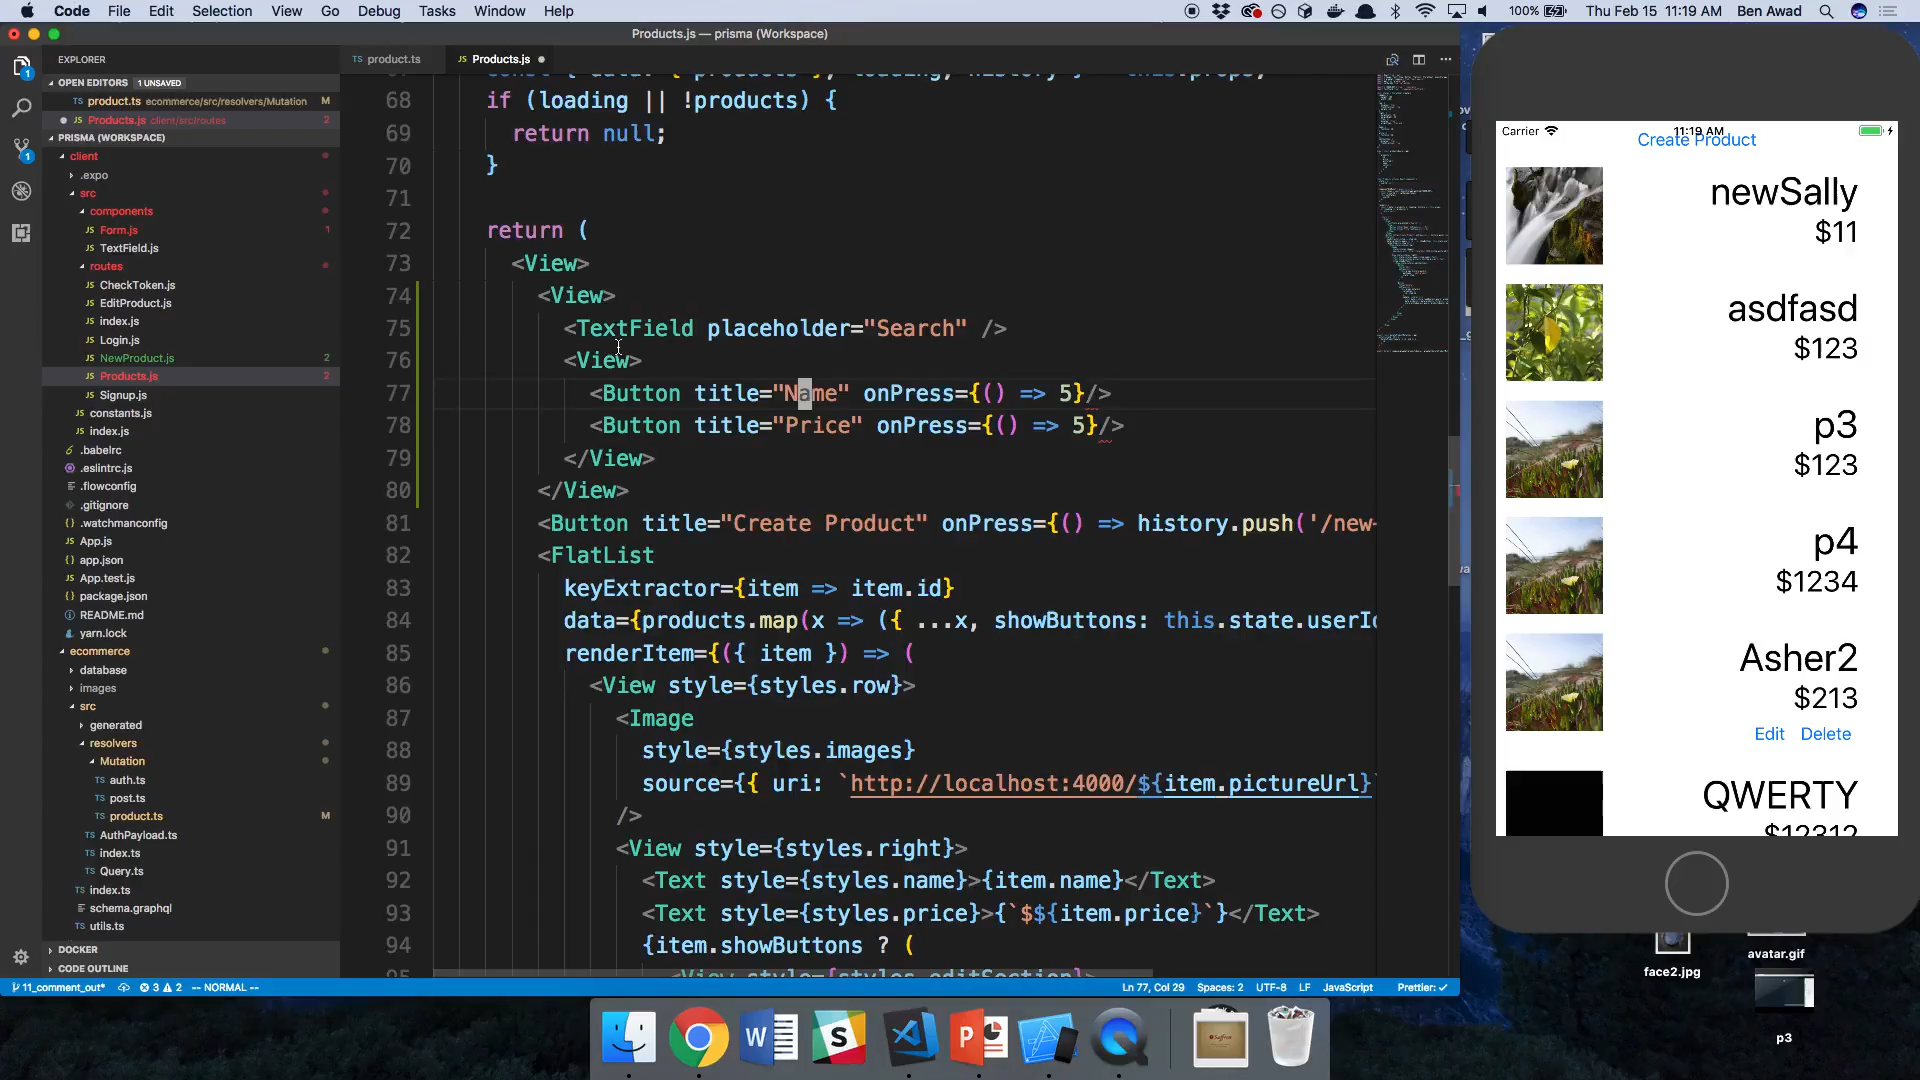 Code File Edit Selection View Go Debug Tasks Window Help
100% Thu Feb 15 11:19 AM Ben Awad
Products.js — prisma (Workspace)
EXPLORER
OPEN EDITORS 1 UNSAVED
product.ts ecommerce/src/resolvers/Mutation M
Products.js client/src/routes 2
PRISMA (WORKSPACE)
client
.expo
src
components
Form.js 1
TextField.js
routes
CheckToken.js
EditProduct.js
index.js
Login.js
NewProduct.js 2
Products.js 2
Signup.js
constants.js
index.js
.babelrc
.eslintrc.js
.flowconfig
.gitignore
.watchmanconfig
App.js
app.json
App.test.js
package.json
README.md
yarn.lock
ecommerce
database
images
src
generated
resolvers
Mutation
auth.ts
post.ts
product.ts M
AuthPayload.ts
index.ts
Query.ts
index.ts
schema.graphql
utils.ts
DOCKER
CODE OUTLINE
product.ts Products.js
68 if (loading || !products) {
69 return null;
70 }
71
72 return (
73 <View>
74 <View>
75 <TextField placeholder="Search" />
76 <View>
77 <Button title="Name" onPress={() => 5}/>
78 <Button title="Price" onPress={() => 5}/>
79 </View>
80 </View>
81 <Button title="Create Product" onPress={() => history.push('/new-
82 <FlatList
83 keyExtractor={item => item.id}
84 data={products.map(x => ({ ...x, showButtons: this.state.userId
85 renderItem={({ item }) => (
86 <View style={styles.row}>
87 <Image
88 style={styles.images}
89 source={{ uri: `http://localhost:4000/${item.pictureUrl}`
90 />
91 <View style={styles.right}>
92 <Text style={styles.name}>{item.name}</Text>
93 <Text style={styles.price}>{`$${item.price}`}</Text>
94 {item.showButtons ? (
95 <View style={styles.editSection}>
11_comment_out* 3 2 -- NORMAL -- Ln 77, Col 29 Spaces: 2 UTF-8 LF JavaScript Prettier: ✓
Carrier 11:19 AM
Create Product
newSally
$11
asdfasd
$123
p3
$123
p4
$1234
Asher2
$213
Edit Delete
QWERTY
$12312
face2.jpg
avatar.gif
p3